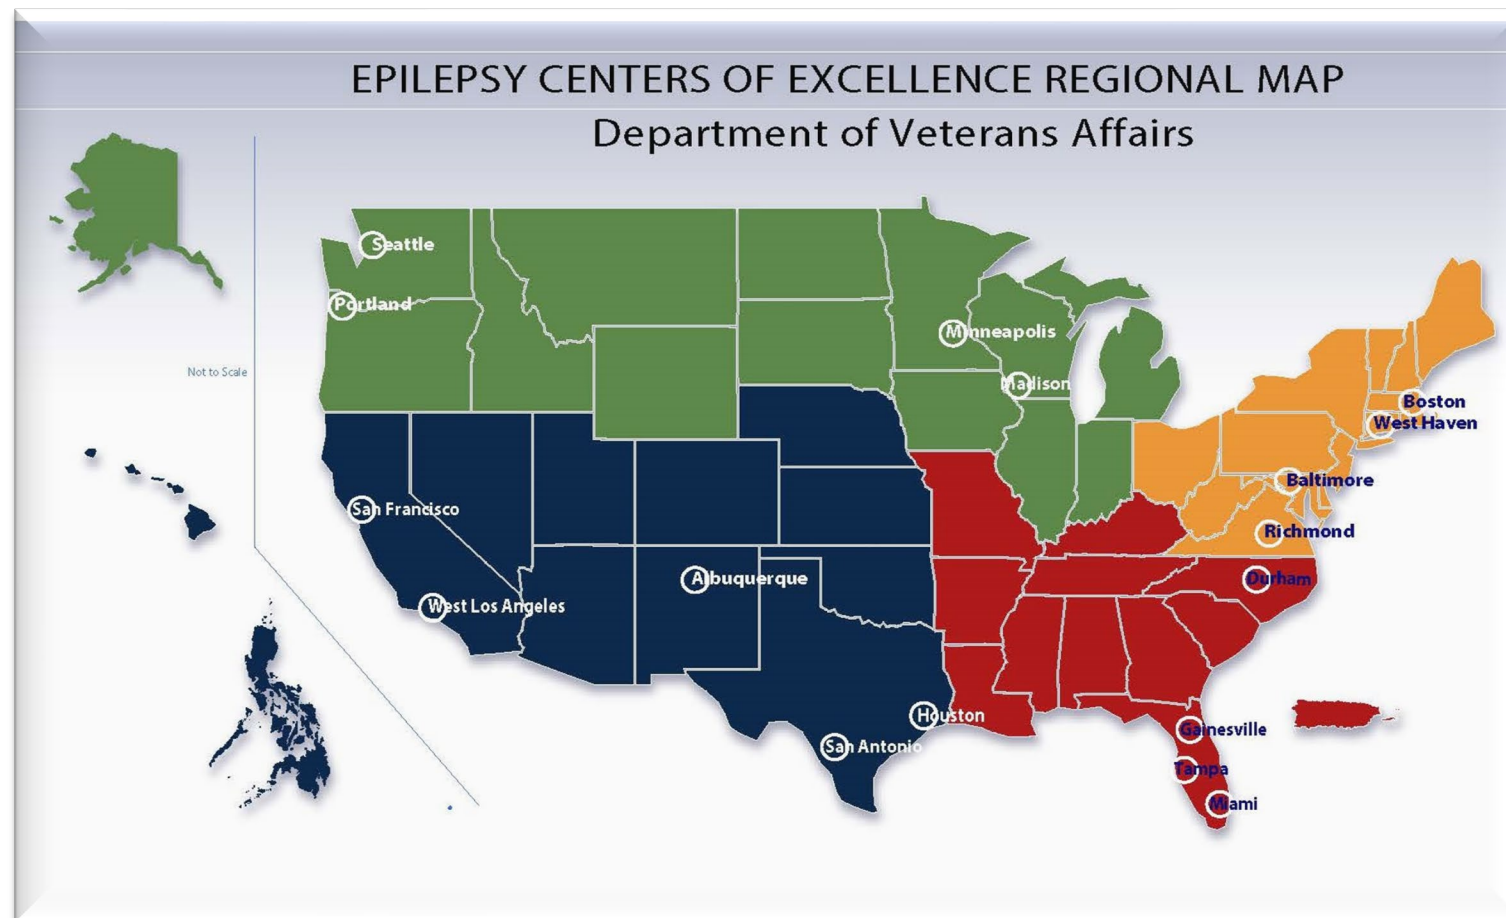 EPILEPSY CENTERS OF EXCELLENCE REGIONAL MAP
Department of Veterans Affairs
Seattle
Portland
Minneapolis
Not to Scale
Madison
Boston
West Haven
Baltimore
San Francisco
Richmond
Albuquerque
Durham
West Los Angeles
Houston
Gainesville
San Antonio
Tampa
Miami